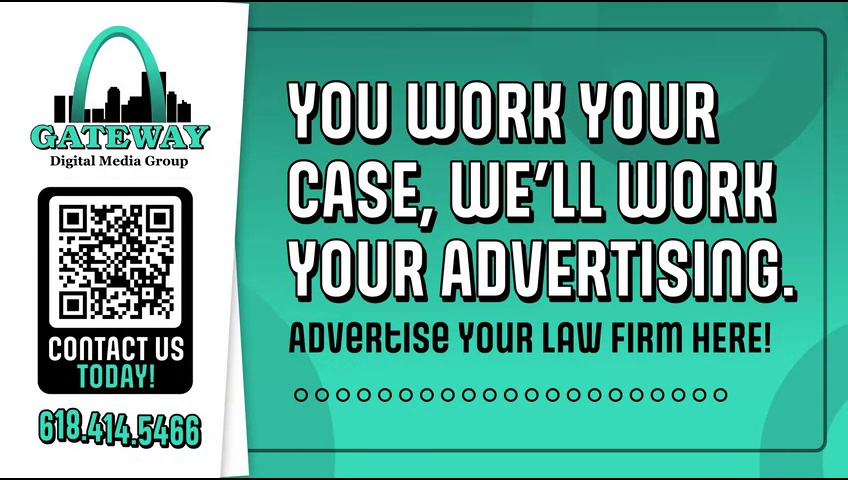 GATEWAY
Digital Media Group
CONTACT US
TODAY!
618.414.5466
YOU WORK YOUR
CASE, WE'LL WORK
YOUR ADVERTISING.
ADVERTISE YOUR LAW FIRM HERE!